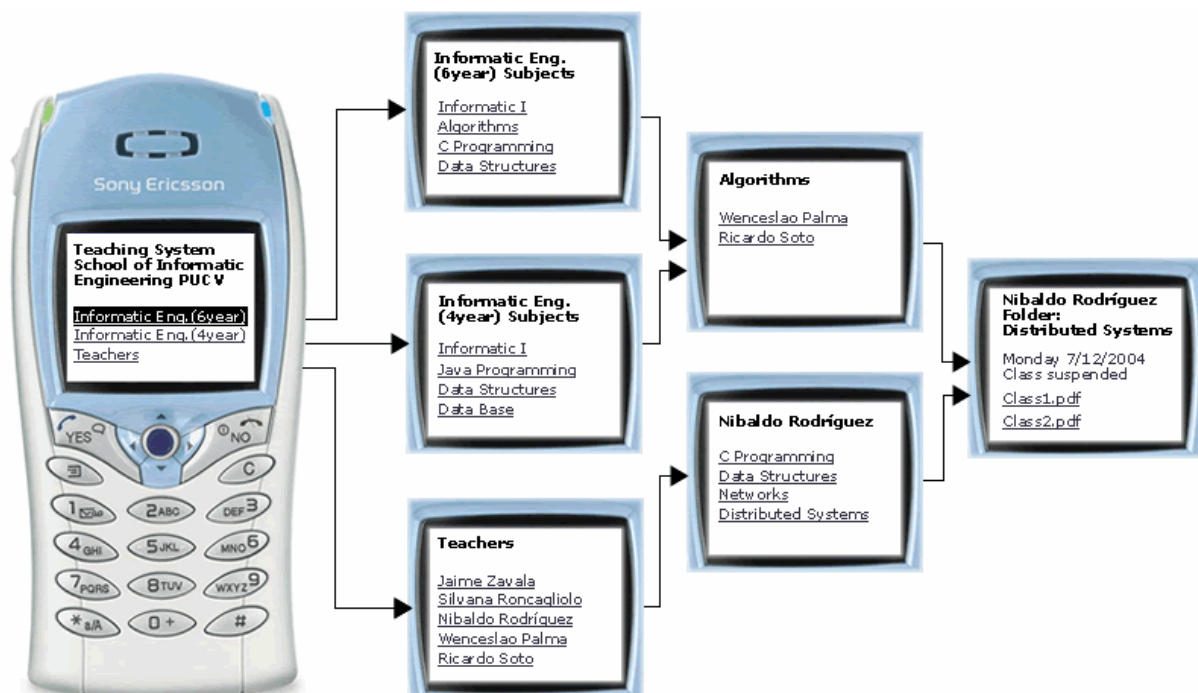 Sony Ericsson
Teaching System
School of Informatic
Engineering PUCV
Informatic Eng.(6year)
Informatic Eng.(4year)
Teachers
YES
NO
C
1
2ABC
DEF3
4GHI
5JKL
MNO6
7PQRS
8TUV
WXYZ9
* a/A
0+
#
Informatic Eng.
(6year) Subjects
Informatic I
Algorithms
C Programming
Data Structures
Informatic Eng.
(4year) Subjects
Informatic I
Java Programming
Data Structures
Data Base
Teachers
Jaime Zavala
Silvana Roncagliolo
Nibaldo Rodríguez
Wenceslao Palma
Ricardo Soto
Algorithms
Wenceslao Palma
Ricardo Soto
Nibaldo Rodríguez
C Programming
Data Structures
Networks
Distributed Systems
Nibaldo Rodríguez
Folder:
Distributed Systems
Monday 7/12/2004
Class suspended
Class1.pdf
Class2.pdf